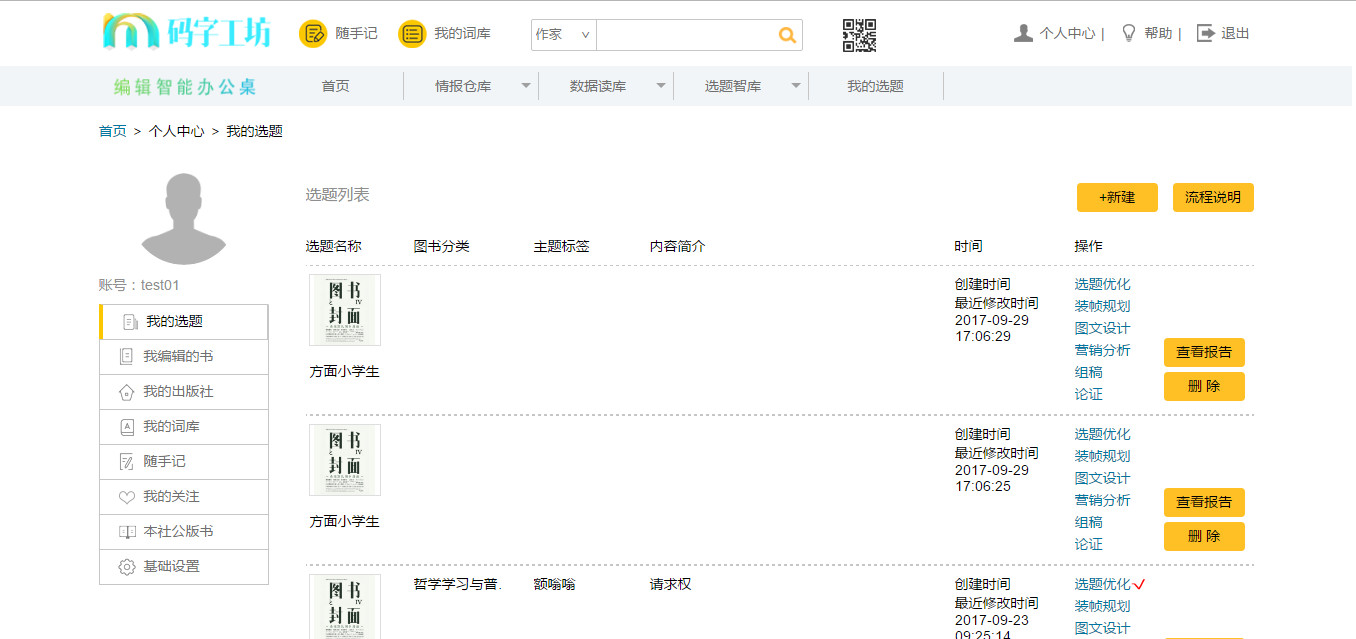 码字工坊 随手记 我的词库 作家 个人中心 | 帮助 | 退出
编辑智能办公桌 首页 情报仓库 数据读库 选题智库 我的选题
首页 > 个人中心 > 我的选题
选题列表 +新建 流程说明
选题名称 图书分类 主题标签 内容简介 时间 操作
账号：test01
我的选题
我编辑的书
我的出版社
我的词库
随手记
我的关注
本社公版书
基础设置
图书
封面
方面小学生
创建时间
最近修改时间
2017-09-29
17:06:29
选题优化
装帧规划
图文设计
营销分析
组稿
论证
查看报告
删 除
图书
封面
方面小学生
创建时间
最近修改时间
2017-09-29
17:06:25
选题优化
装帧规划
图文设计
营销分析
组稿
论证
查看报告
删 除
图书
封面
哲学学习与普. 额嗡嗡 请求权
创建时间
最近修改时间
2017-09-23
09:25:14
选题优化
装帧规划
图文设计